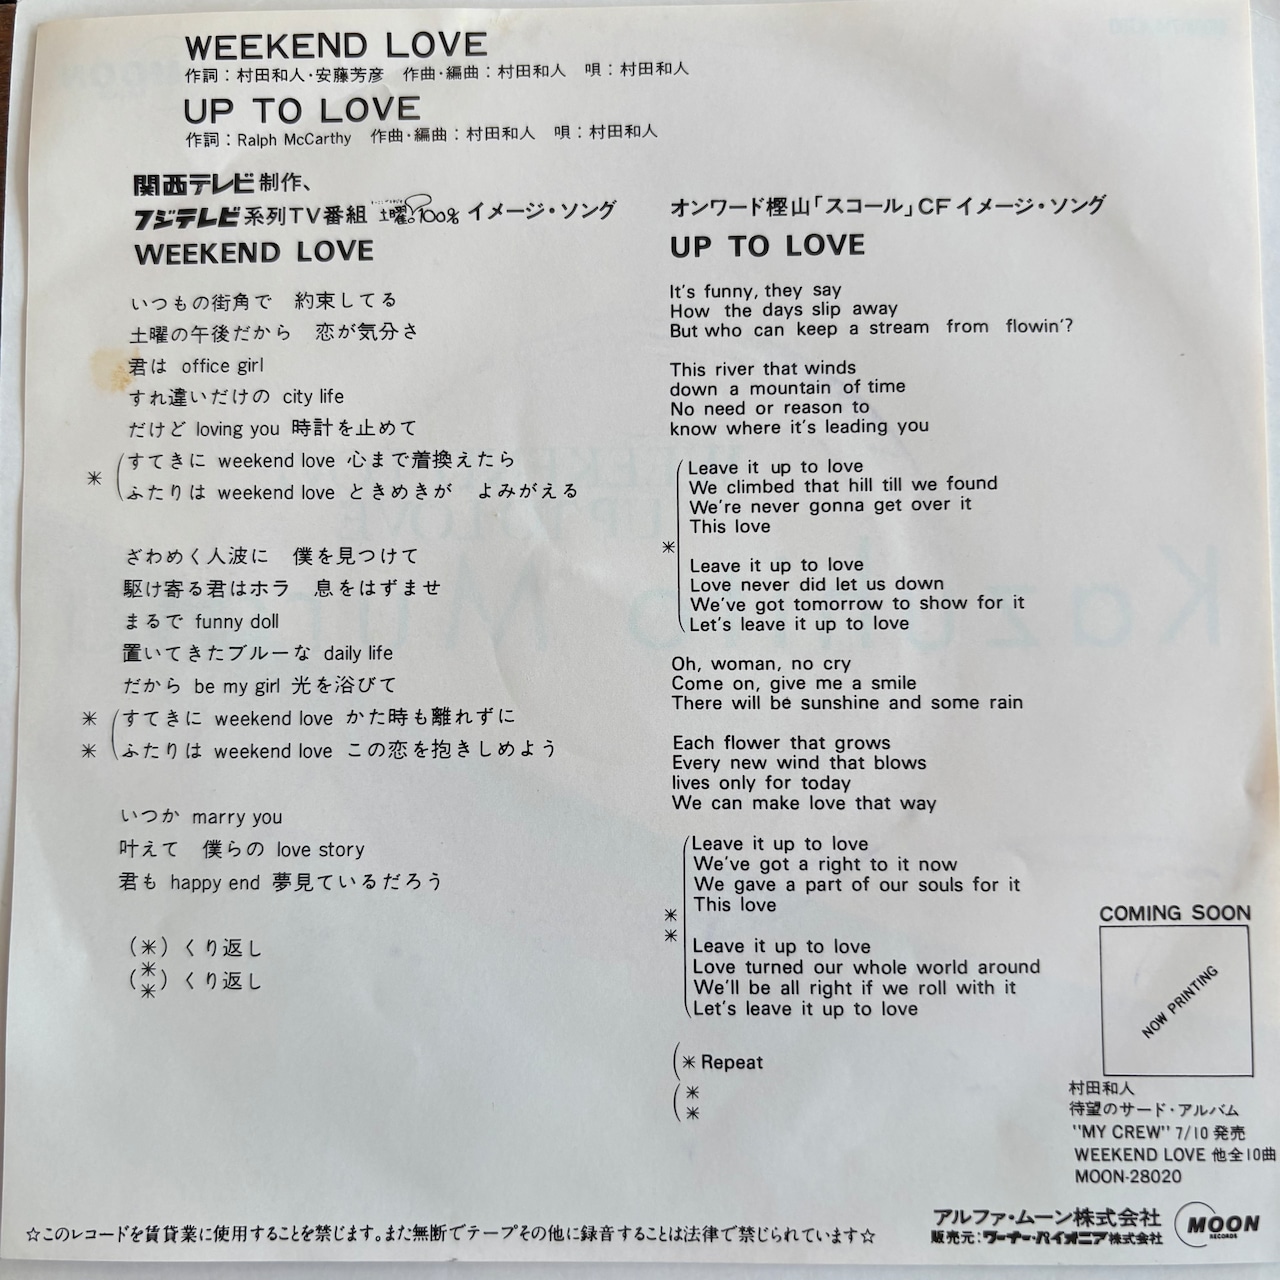 WEEKEND LOVE
作詞：村田和人・安藤芳彦　作曲・編曲：村田和人　唄：村田和人
UP TO LOVE
作詞：Ralph McCarthy　作曲・編曲：村田和人　唄：村田和人
関西テレビ制作、
フジテレビ系列TV番組 土曜100% イメージ・ソング
WEEKEND LOVE
いつもの街角で　約束してる
土曜の午後だから　恋が気分さ
君は office girl
すれ違いだけの city life
だけど loving you 時計を止めて
すてきに weekend love 心まで着換えたら
＊
ふたりは weekend love ときめきが　よみがえる
ざわめく人波に　僕を見つけて
駆け寄る君はホラ　息をはずませ
まるで funny doll
置いてきたブルーな daily life
だから be my girl 光を浴びて
＊ すてきに weekend love かた時も離れずに
＊ ふたりは weekend love この恋を抱きしめよう
いつか marry you
叶えて　僕らの love story
君も happy end 夢見ているだろう
(＊) くり返し
(＊＊) くり返し
オンワード樫山「スコール」CF イメージ・ソング
UP TO LOVE
It's funny, they say
How the days slip away
But who can keep a stream from flowin'?
This river that winds
down a mountain of time
No need or reason to
know where it's leading you
Leave it up to love
We climbed that hill till we found
We're never gonna get over it
This love
＊
Leave it up to love
Love never did let us down
We've got tomorrow to show for it
Let's leave it up to love
Oh, woman, no cry
Come on, give me a smile
There will be sunshine and some rain
Each flower that grows
Every new wind that blows
lives only for today
We can make love that way
Leave it up to love
We've got a right to it now
We gave a part of our souls for it
This love
＊
＊
Leave it up to love
Love turned our whole world around
We'll be all right if we roll with it
Let's leave it up to love
(＊ Repeat
(＊
＊
COMING SOON
NOW PRINTING
村田和人
待望のサード・アルバム
"MY CREW" 7/10 発売
WEEKEND LOVE 他全10曲
MOON-28020
☆このレコードを賃貸業に使用することを禁じます。また無断でテープその他に録音することは法律で禁じられています☆
アルファ・ムーン株式会社
販売元：ワーナー・パイオニア株式会社
MOON
RECORDS